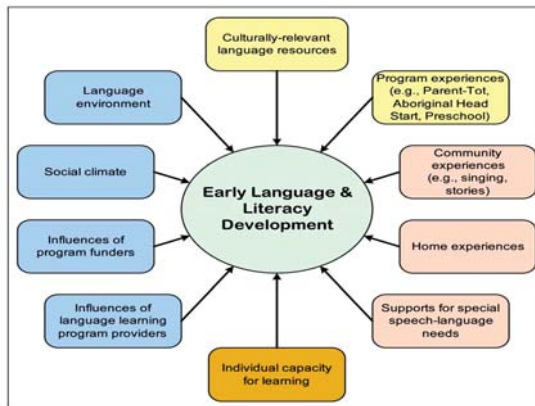 Culturally-relevant
language resources
Program experiences
(e.g., Parent-Tot,
Aboriginal Head
Start, Preschool)
Language
environment
Community
experiences
(e.g., singing,
stories)
Social climate
Early Language &
Literacy
Development
Influences of
program funders
Home experiences
Influences of
language learning
program providers
Supports for special
speech-language
needs
Individual capacity
for learning